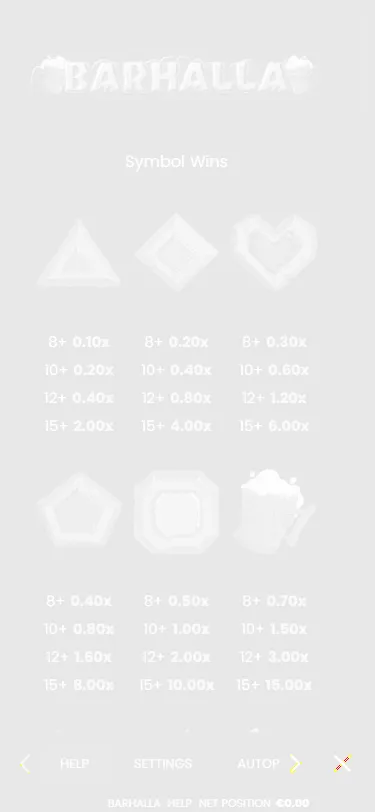 BARHALLA
Symbol Wins
8+ 0.10x 8+ 0.20x 8+ 0.30x
10+ 0.20x 10+ 0.40x 10+ 0.60x
12+ 0.40x 12+ 0.80x 12+ 1.20x
15+ 2.00x 15+ 4.00x 15+ 6.00x
8+ 0.40x 8+ 0.50x 8+ 0.70x
10+ 0.80x 10+ 1.00x 10+ 1.50x
12+ 1.60x 12+ 2.00x 12+ 3.00x
15+ 8.00x 15+ 10.00x 15+ 15.00x
HELP SETTINGS AUTOP
BARHALLA HELP NET POSITION €0.00